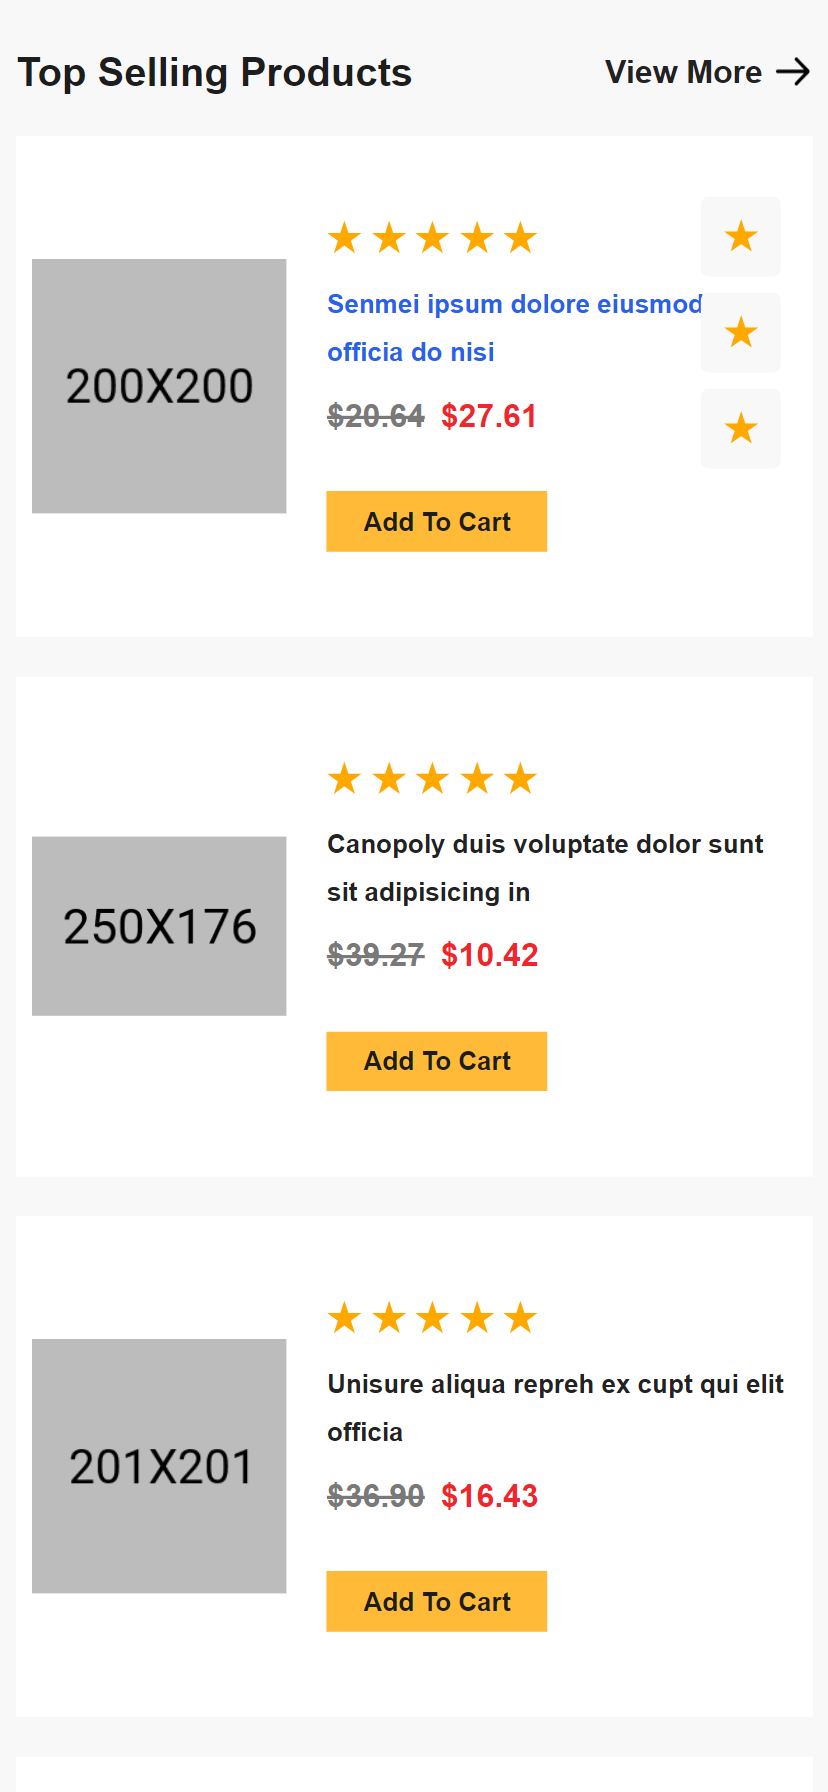 Top Selling Products
View More
200X200
Senmei ipsum dolore eiusmod
officia do nisi
$20.64 $27.61
Add To Cart
250X176
Canopoly duis voluptate dolor sunt
sit adipisicing in
$39.27 $10.42
Add To Cart
201X201
Unisure aliqua repreh ex cupt qui elit
officia
$36.90 $16.43
Add To Cart